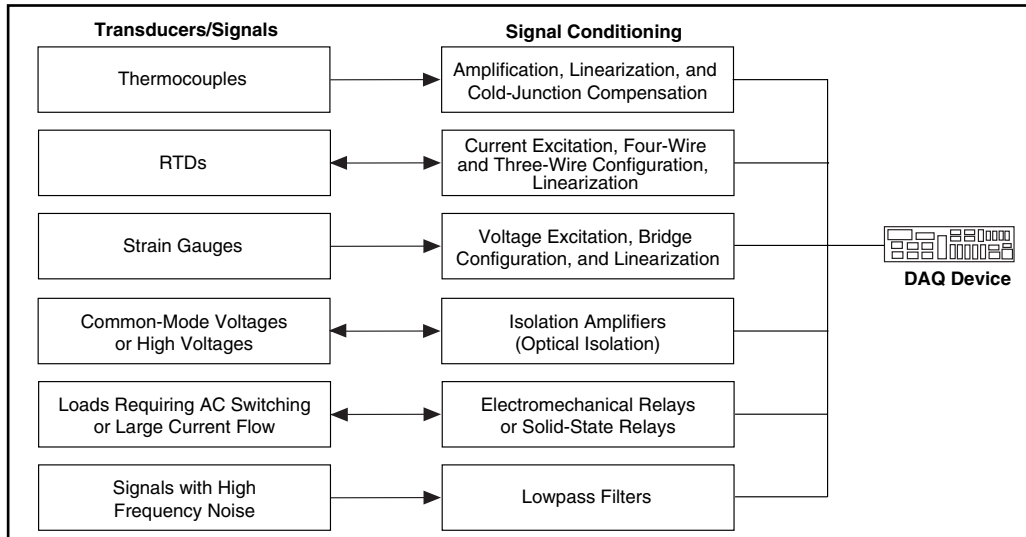 Transducers/Signals
Signal Conditioning
Thermocouples
Amplification, Linearization, and
Cold-Junction Compensation
RTDs
Current Excitation, Four-Wire
and Three-Wire Configuration,
Linearization
Strain Gauges
Voltage Excitation, Bridge
Configuration, and Linearization
DAQ Device
Common-Mode Voltages
or High Voltages
Isolation Amplifiers
(Optical Isolation)
Loads Requiring AC Switching
or Large Current Flow
Electromechanical Relays
or Solid-State Relays
Signals with High
Frequency Noise
Lowpass Filters